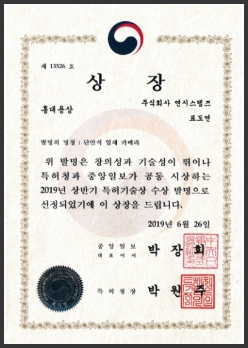 제 13526 호
상 장
홍대용상
주식회사 연시스템즈
표도연
발명의 명칭 : 단안식 입체 카메라
위 발명은 창의성과 기술성이 뛰어나
특허청과 중앙일보가 공동 시상하는
2019년 상반기 특허기술상 수상 발명으로
선정되었기에 이 상장을 드립니다.
2019년 6월 26일
중앙일보
대표이사
박 장 희
특허청장
박 원 주